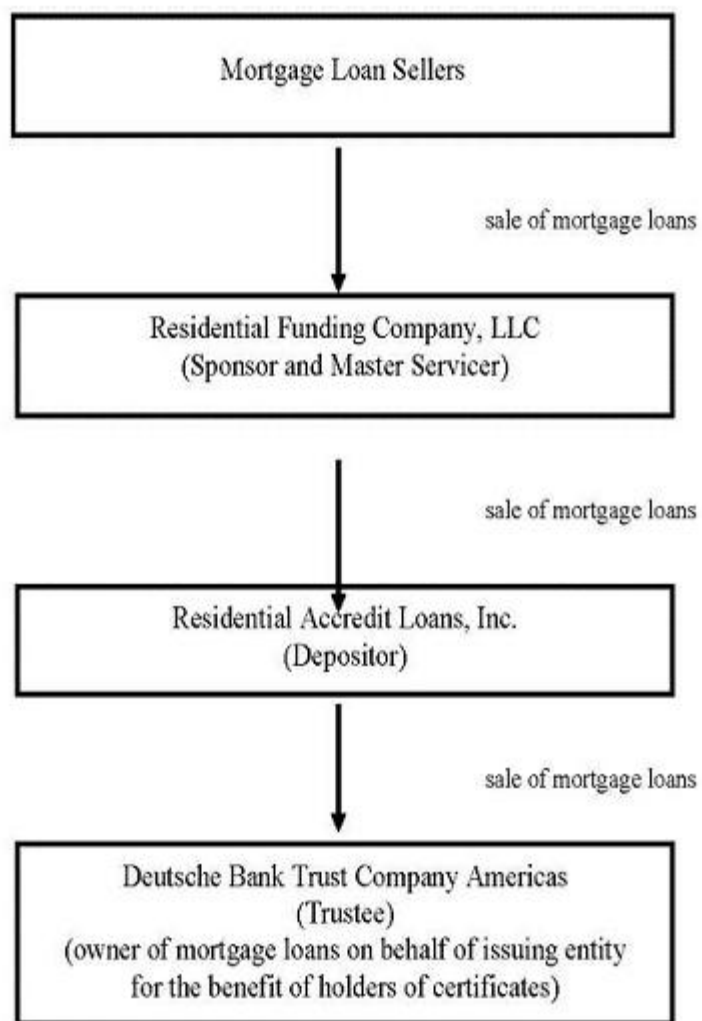 Mortgage Loan Sellers
sale of mortgage loans
Residential Funding Company, LLC
(Sponsor and Master Servicer)
sale of mortgage loans
Residential Accredit Loans, Inc.
(Depositor)
sale of mortgage loans
Deutsche Bank Trust Company Americas
(Trustee)
(owner of mortgage loans on behalf of issuing entity
for the benefit of holders of certificates)